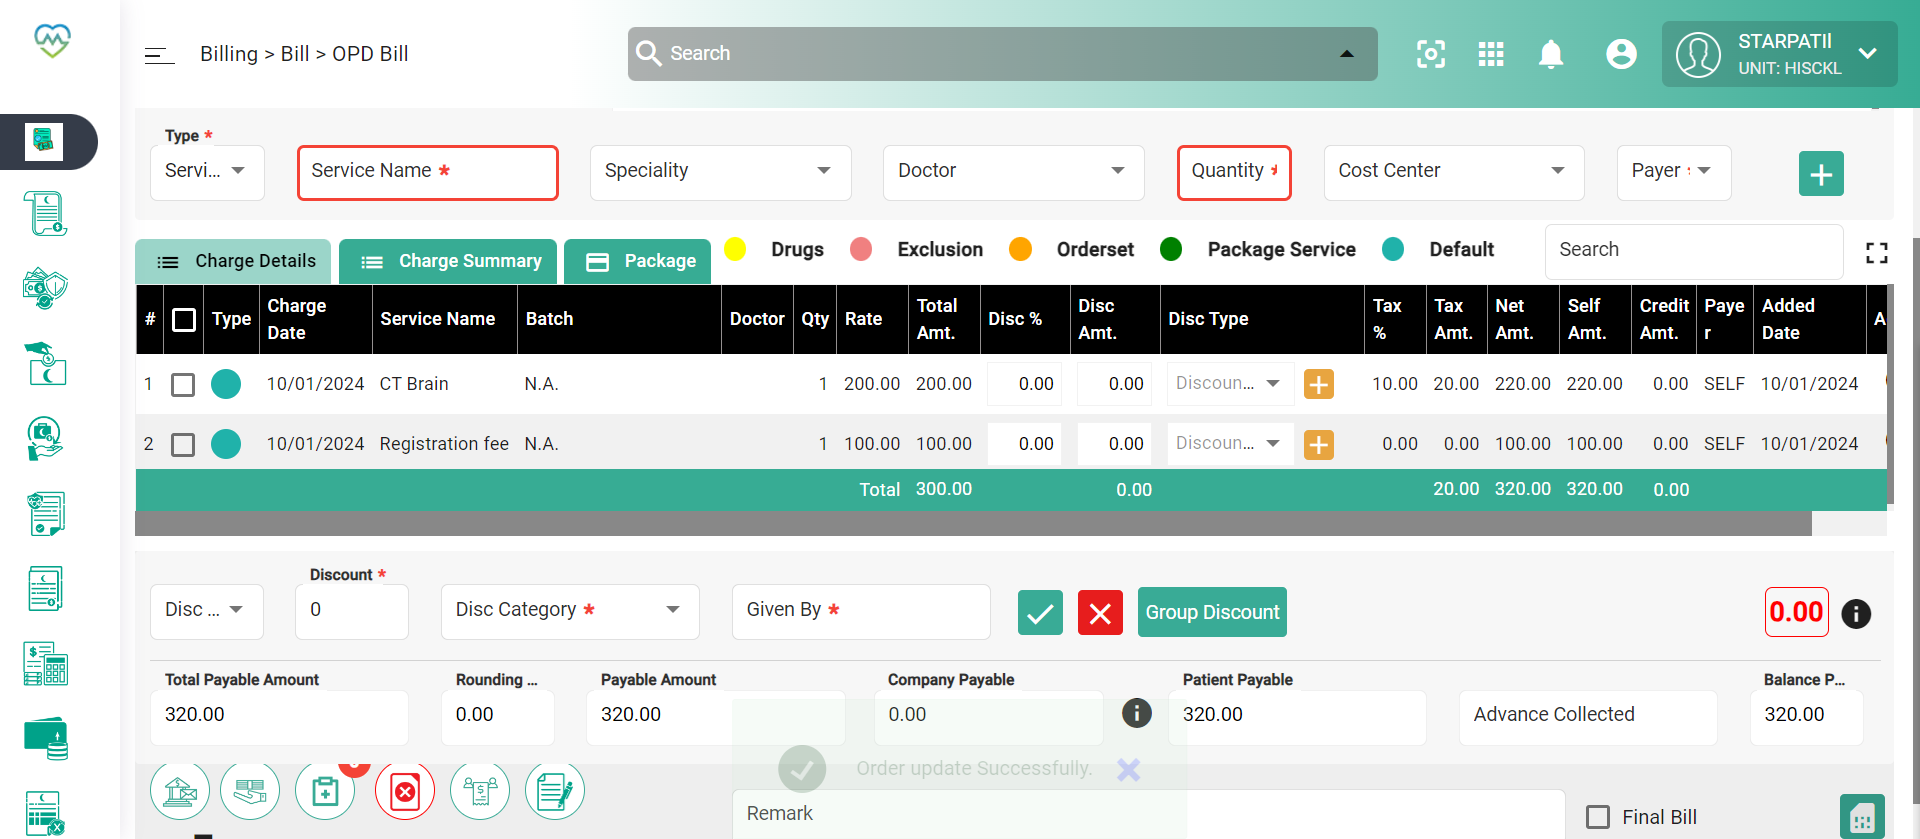 Billing > Bill > OPD Bill
Search
STARPATIl
UNIT: HISCKL
Type *
Servi...
Service Name *
Speciality
Doctor
Quantity *
Cost Center
Payer
Charge Details
Charge Summary
Package
Drugs
Exclusion
Orderset
Package Service
Default
Search
# Type Charge Date Service Name Batch Doctor Qty Rate Total Amt. Disc % Disc Amt. Disc Type Tax % Tax Amt. Net Amt. Self Amt. Credit Amt. Payer Added Date A
1 10/01/2024 CT Brain N.A. 1 200.00 200.00 0.00 0.00 Discoun... 10.00 20.00 220.00 220.00 0.00 SELF 10/01/2024
2 10/01/2024 Registration fee N.A. 1 100.00 100.00 0.00 0.00 Discoun... 0.00 0.00 100.00 100.00 0.00 SELF 10/01/2024
Total 300.00 0.00 20.00 320.00 320.00 0.00
Disc ...
Discount *
0
Disc Category *
Given By *
Group Discount
0.00
Total Payable Amount
320.00
Rounding ...
0.00
Payable Amount
320.00
Company Payable
0.00
Patient Payable
320.00
Advance Collected
Balance P...
320.00
Order update Successfully.
Remark
Final Bill